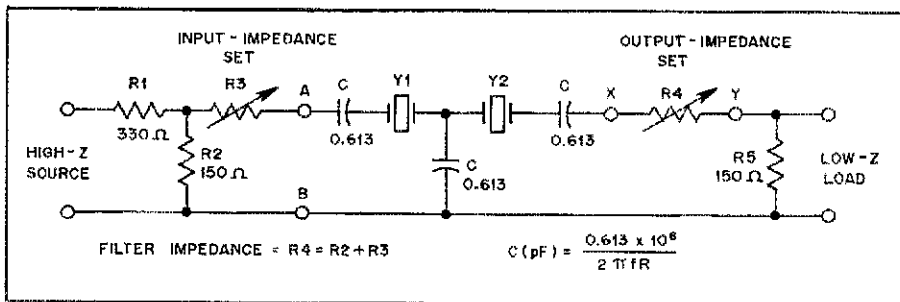 INPUT-IMPEDANCE
SET
OUTPUT-IMPEDANCE
SET
R1
R3
A
C
Y1
Y2
C
X
R4
Y
330 Ω
0.613
0.613
HIGH-Z
SOURCE
R2
150 Ω
C
0.613
R5
150 Ω
LOW-Z
LOAD
B
FILTER IMPEDANCE = R4 = R2 + R3
C(pF) = 0.613 x 10⁶ / 2 π f R